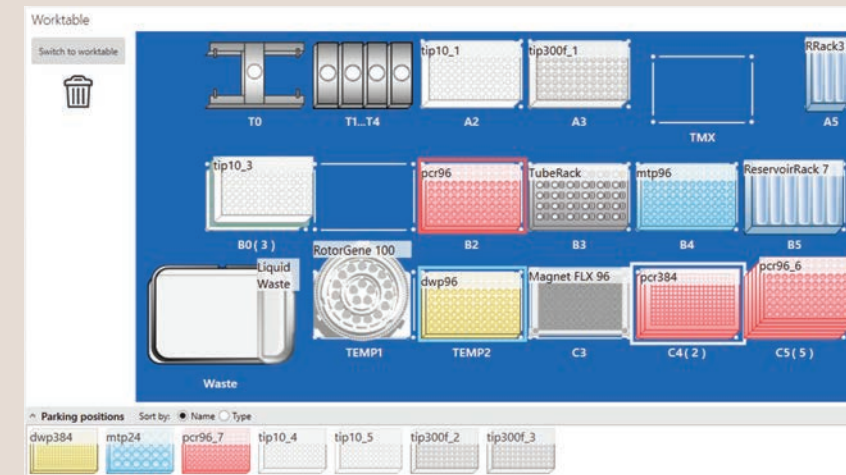 Worktable
Switch to worktable
tip10_1
tip300f_1
RRack3
T0
T1...T4
A2
A3
TMX
A5
tip10_3
pcr96
TubeRack
mtp96
ReservoirRack 7
B0 ( 3 )
B2
B3
B4
B5
RotorGene 100
Liquid
Waste
dwp96
Magnet FLX 96
pcr384
pcr96_6
TEMP1
TEMP2
C3
C4 ( 2 )
C5 ( 5 )
Waste
Parking positions Sort by: Name Type
dwp384
mtp24
pcr96_7
tip10_4
tip10_5
tip300f_2
tip300f_3